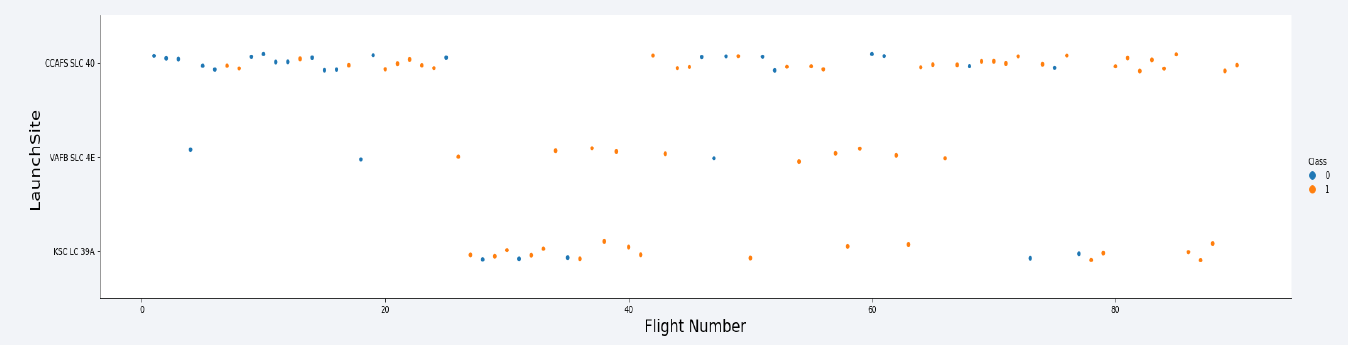 LaunchSite
CCAFS SLC 40
VAFB SLC 4E
KSC LC 39A
0 20 40 60 80
Flight Number
Class
0
1